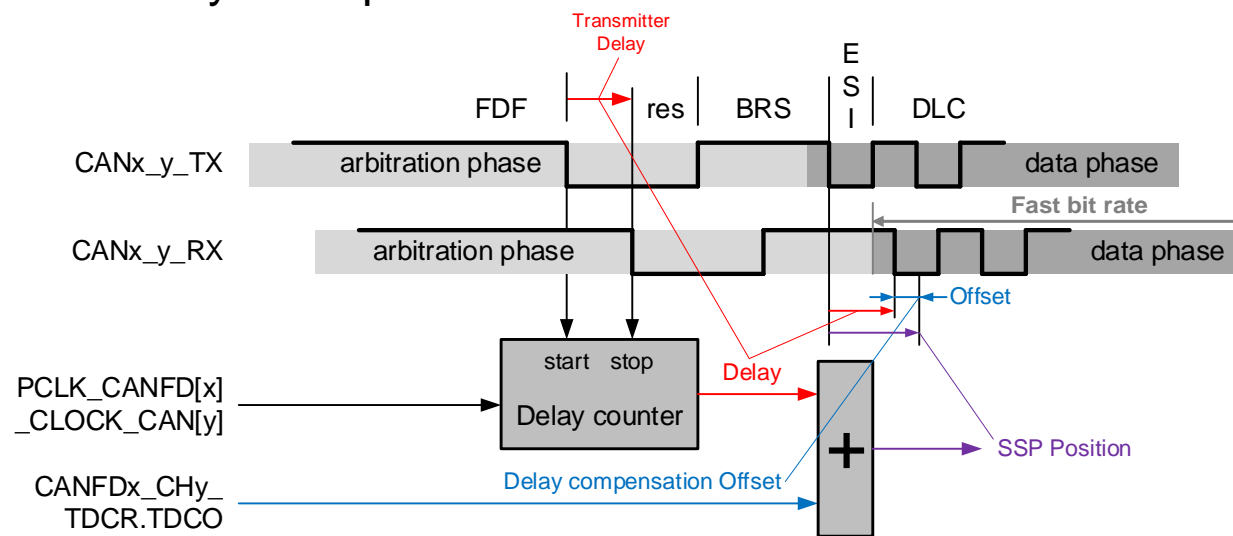 Transmitter
Delay
E
S
I
FDF
res
BRS
DLC
CANx_y_TX
arbitration phase
data phase
Fast bit rate
CANx_y_RX
arbitration phase
data phase
Offset
start stop
Delay
PCLK_CANFD[x]
_CLOCK_CAN[y]
Delay counter
+
SSP Position
Delay compensation Offset
CANFDx_CHy_
TDCR.TDCO